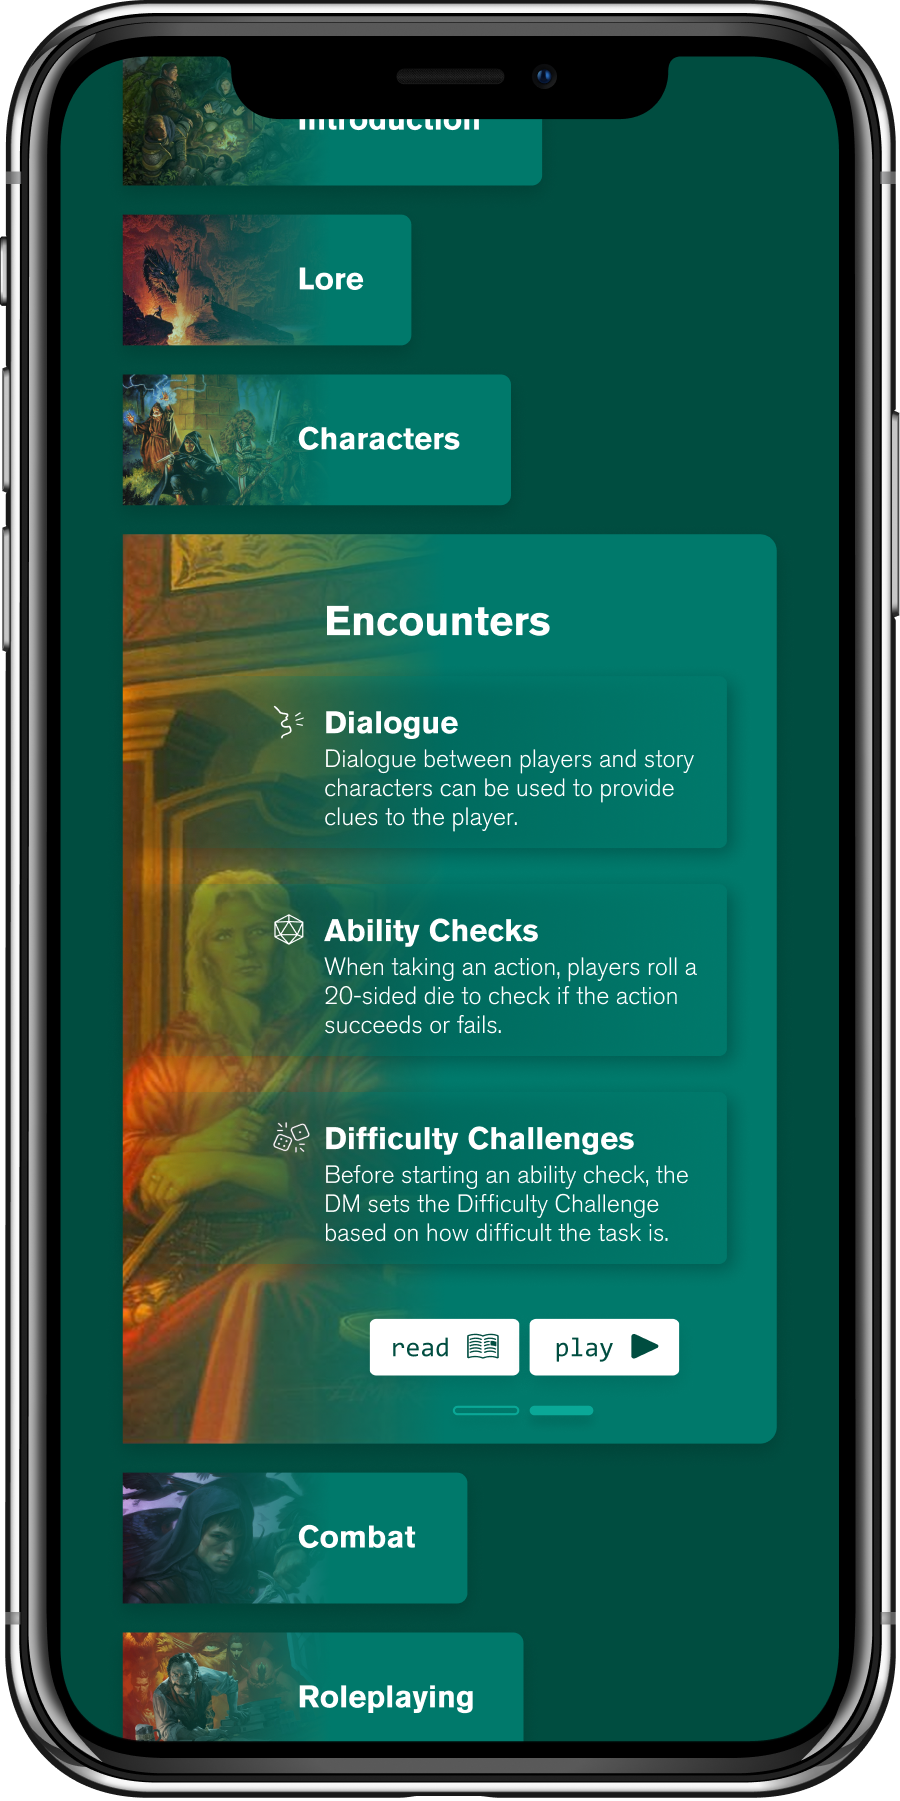 Introduction
Lore
Characters
Encounters
Dialogue
Dialogue between players and story
characters can be used to provide
clues to the player.
Ability Checks
When taking an action, players roll a
20-sided die to check if the action
succeeds or fails.
Difficulty Challenges
Before starting an ability check, the
DM sets the Difficulty Challenge
based on how difficult the task is.
read play
Combat
Roleplaying